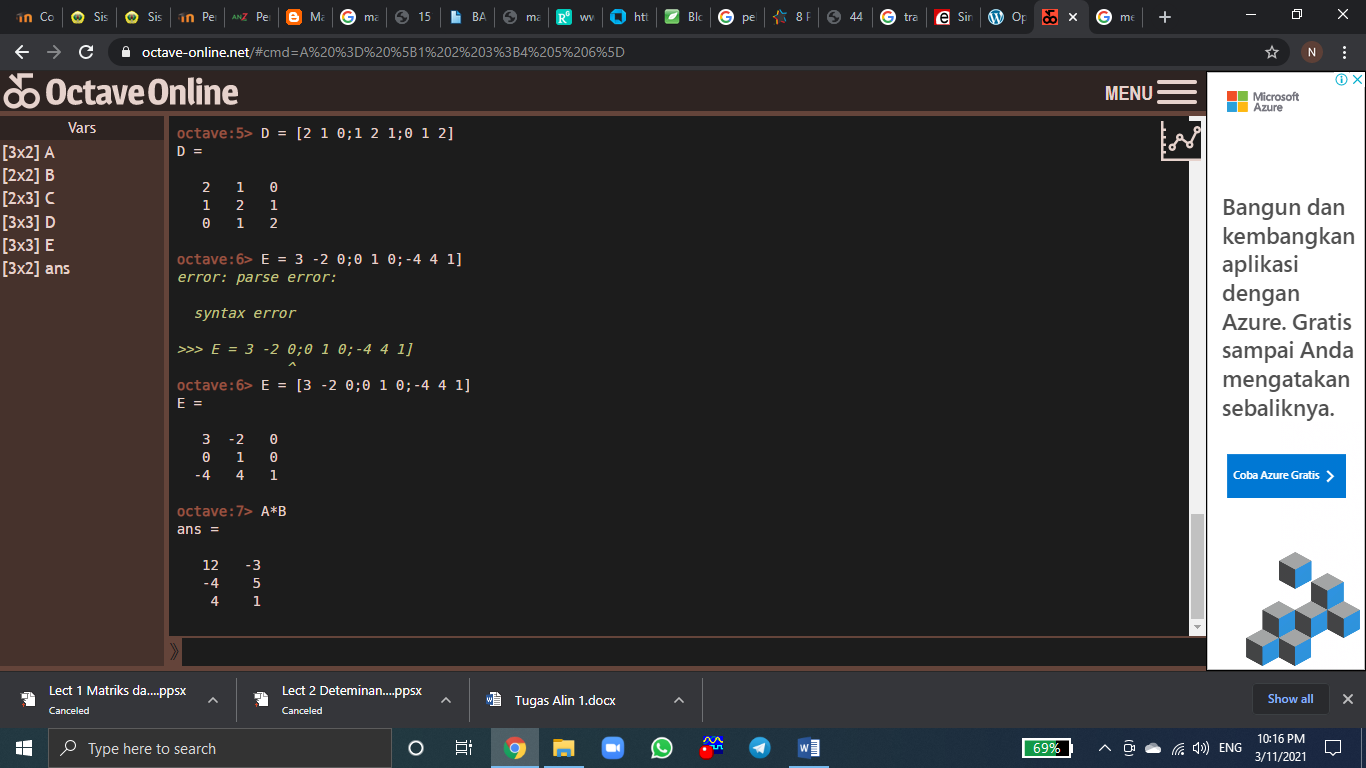 Co
Sis
Sis
Per
Per
Ma
ma
15
BA
ma
ww
htt
Blo
pe
8 F
44
tra
Sin
Op
me
octave-online.net/#cmd=A%20%3D%20%5B1%202%203%3B4%205%206%5D
N
Octave Online
MENU
Vars
[3x2] A
[2x2] B
[2x3] C
[3x3] D
[3x3] E
[3x2] ans
octave:5> D = [2 1 0;1 2 1;0 1 2]
D =
2 1 0
1 2 1
0 1 2
octave:6> E = 3 -2 0;0 1 0;-4 4 1]
error: parse error:
syntax error
>>> E = 3 -2 0;0 1 0;-4 4 1]
^
octave:6> E = [3 -2 0;0 1 0;-4 4 1]
E =
3 -2 0
0 1 0
-4 4 1
octave:7> A*B
ans =
12 -3
-4 5
4 1
Microsoft
Azure
Bangun dan
kembangkan
aplikasi
dengan
Azure. Gratis
sampai Anda
mengatakan
sebaliknya.
Coba Azure Gratis
Lect 1 Matriks da....ppsx
Canceled
Lect 2 Deteminan....ppsx
Canceled
Tugas Alin 1.docx
Show all
Type here to search
69%
ENG
10:16 PM
3/11/2021